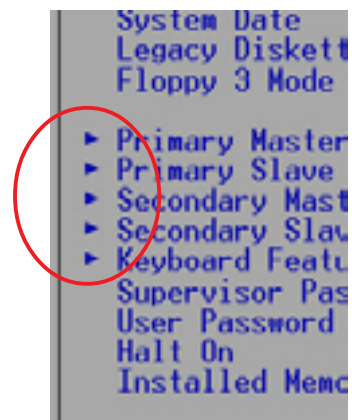 System Date
Legacy Diskett
Floppy 3 Mode
Primary Master
Primary Slave
Secondary Mast
Secondary Slav
Keyboard Featu
Supervisor Pas
User Password
Halt On
Installed Memo